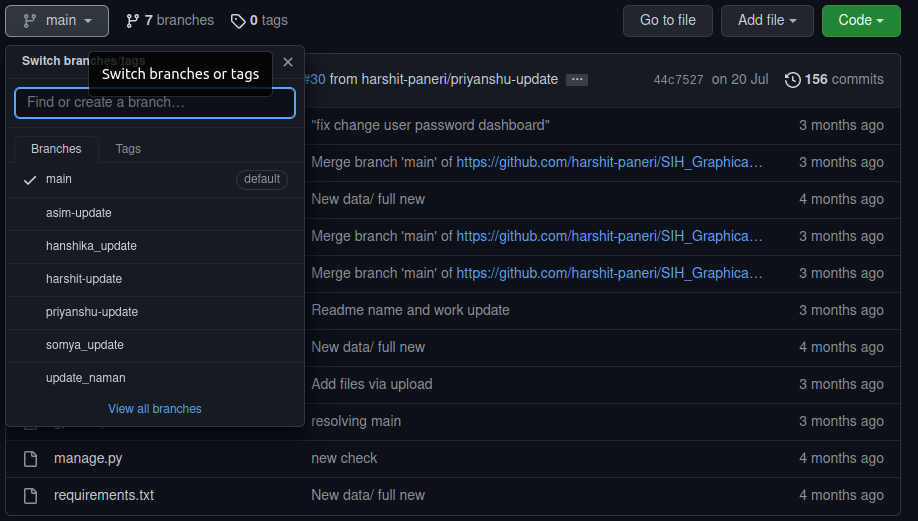 main
7 branches
0 tags
Go to file
Add file
Code
Switch branches/tags
Switch branches or tags
Find or create a branch…
Branches
Tags
main
default
asim-update
hanshika_update
harshit-update
priyanshu-update
somya_update
update_naman
View all branches
#30 from harshit-paneri/priyanshu-update ...
44c7527 on 20 Jul
156 commits
"fix change user password dashboard"
3 months ago
Merge branch 'main' of https://github.com/harshit-paneri/SIH_Graphica…
3 months ago
New data/ full new
4 months ago
Merge branch 'main' of https://github.com/harshit-paneri/SIH_Graphica…
3 months ago
Merge branch 'main' of https://github.com/harshit-paneri/SIH_Graphica…
3 months ago
Readme name and work update
3 months ago
New data/ full new
4 months ago
Add files via upload
3 months ago
resolving main
3 months ago
manage.py
new check
4 months ago
requirements.txt
New data/ full new
4 months ago